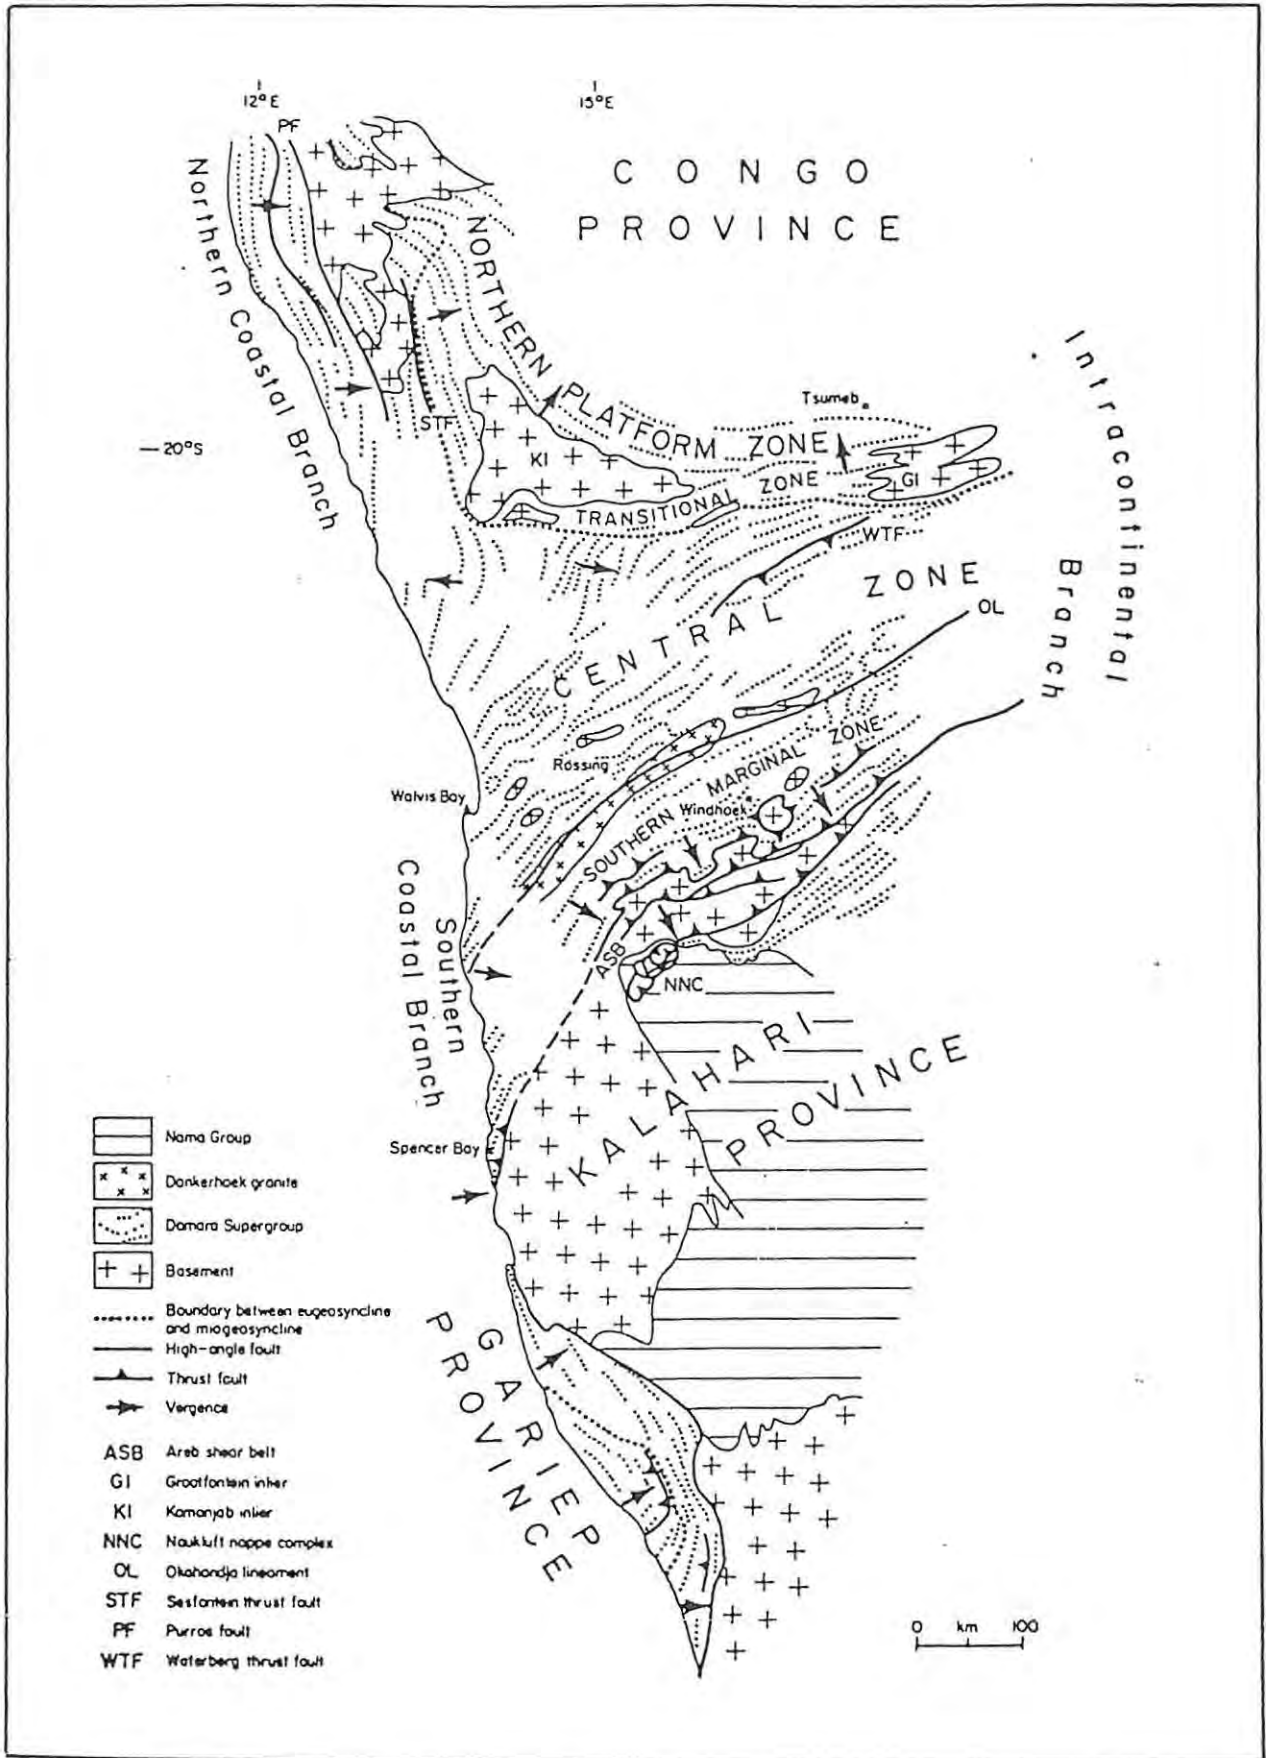 12°E
15°E
PF
CONGO
PROVINCE
Northern Coastal Branch
NORTHERN PLATFORM ZONE
Intracontinental
Branch
Tsumeb
—20°S
STF
KI
GI
TRANSITIONAL ZONE
WTF
CENTRAL ZONE
OL
Rössing
SOUTHERN MARGINAL ZONE
Walvis Bay
Windhoek
Southern
Coastal Branch
ASB
NNC
KALAHARI
PROVINCE
Spencer Bay
GARIEP
PROVINCE
Nama Group
Donkerhoek granite
Damara Supergroup
Basement
Boundary between eugeosyncline
and miogeosyncline
High-angle fault
Thrust fault
Vergence
ASB Areb shear belt
GI Grootfontein inlier
KI Kamanjab inlier
NNC Naukluft nappe complex
OL Okahandja lineament
STF Sesfontein thrust fault
PF Purros fault
WTF Waterberg thrust fault
0 km 100